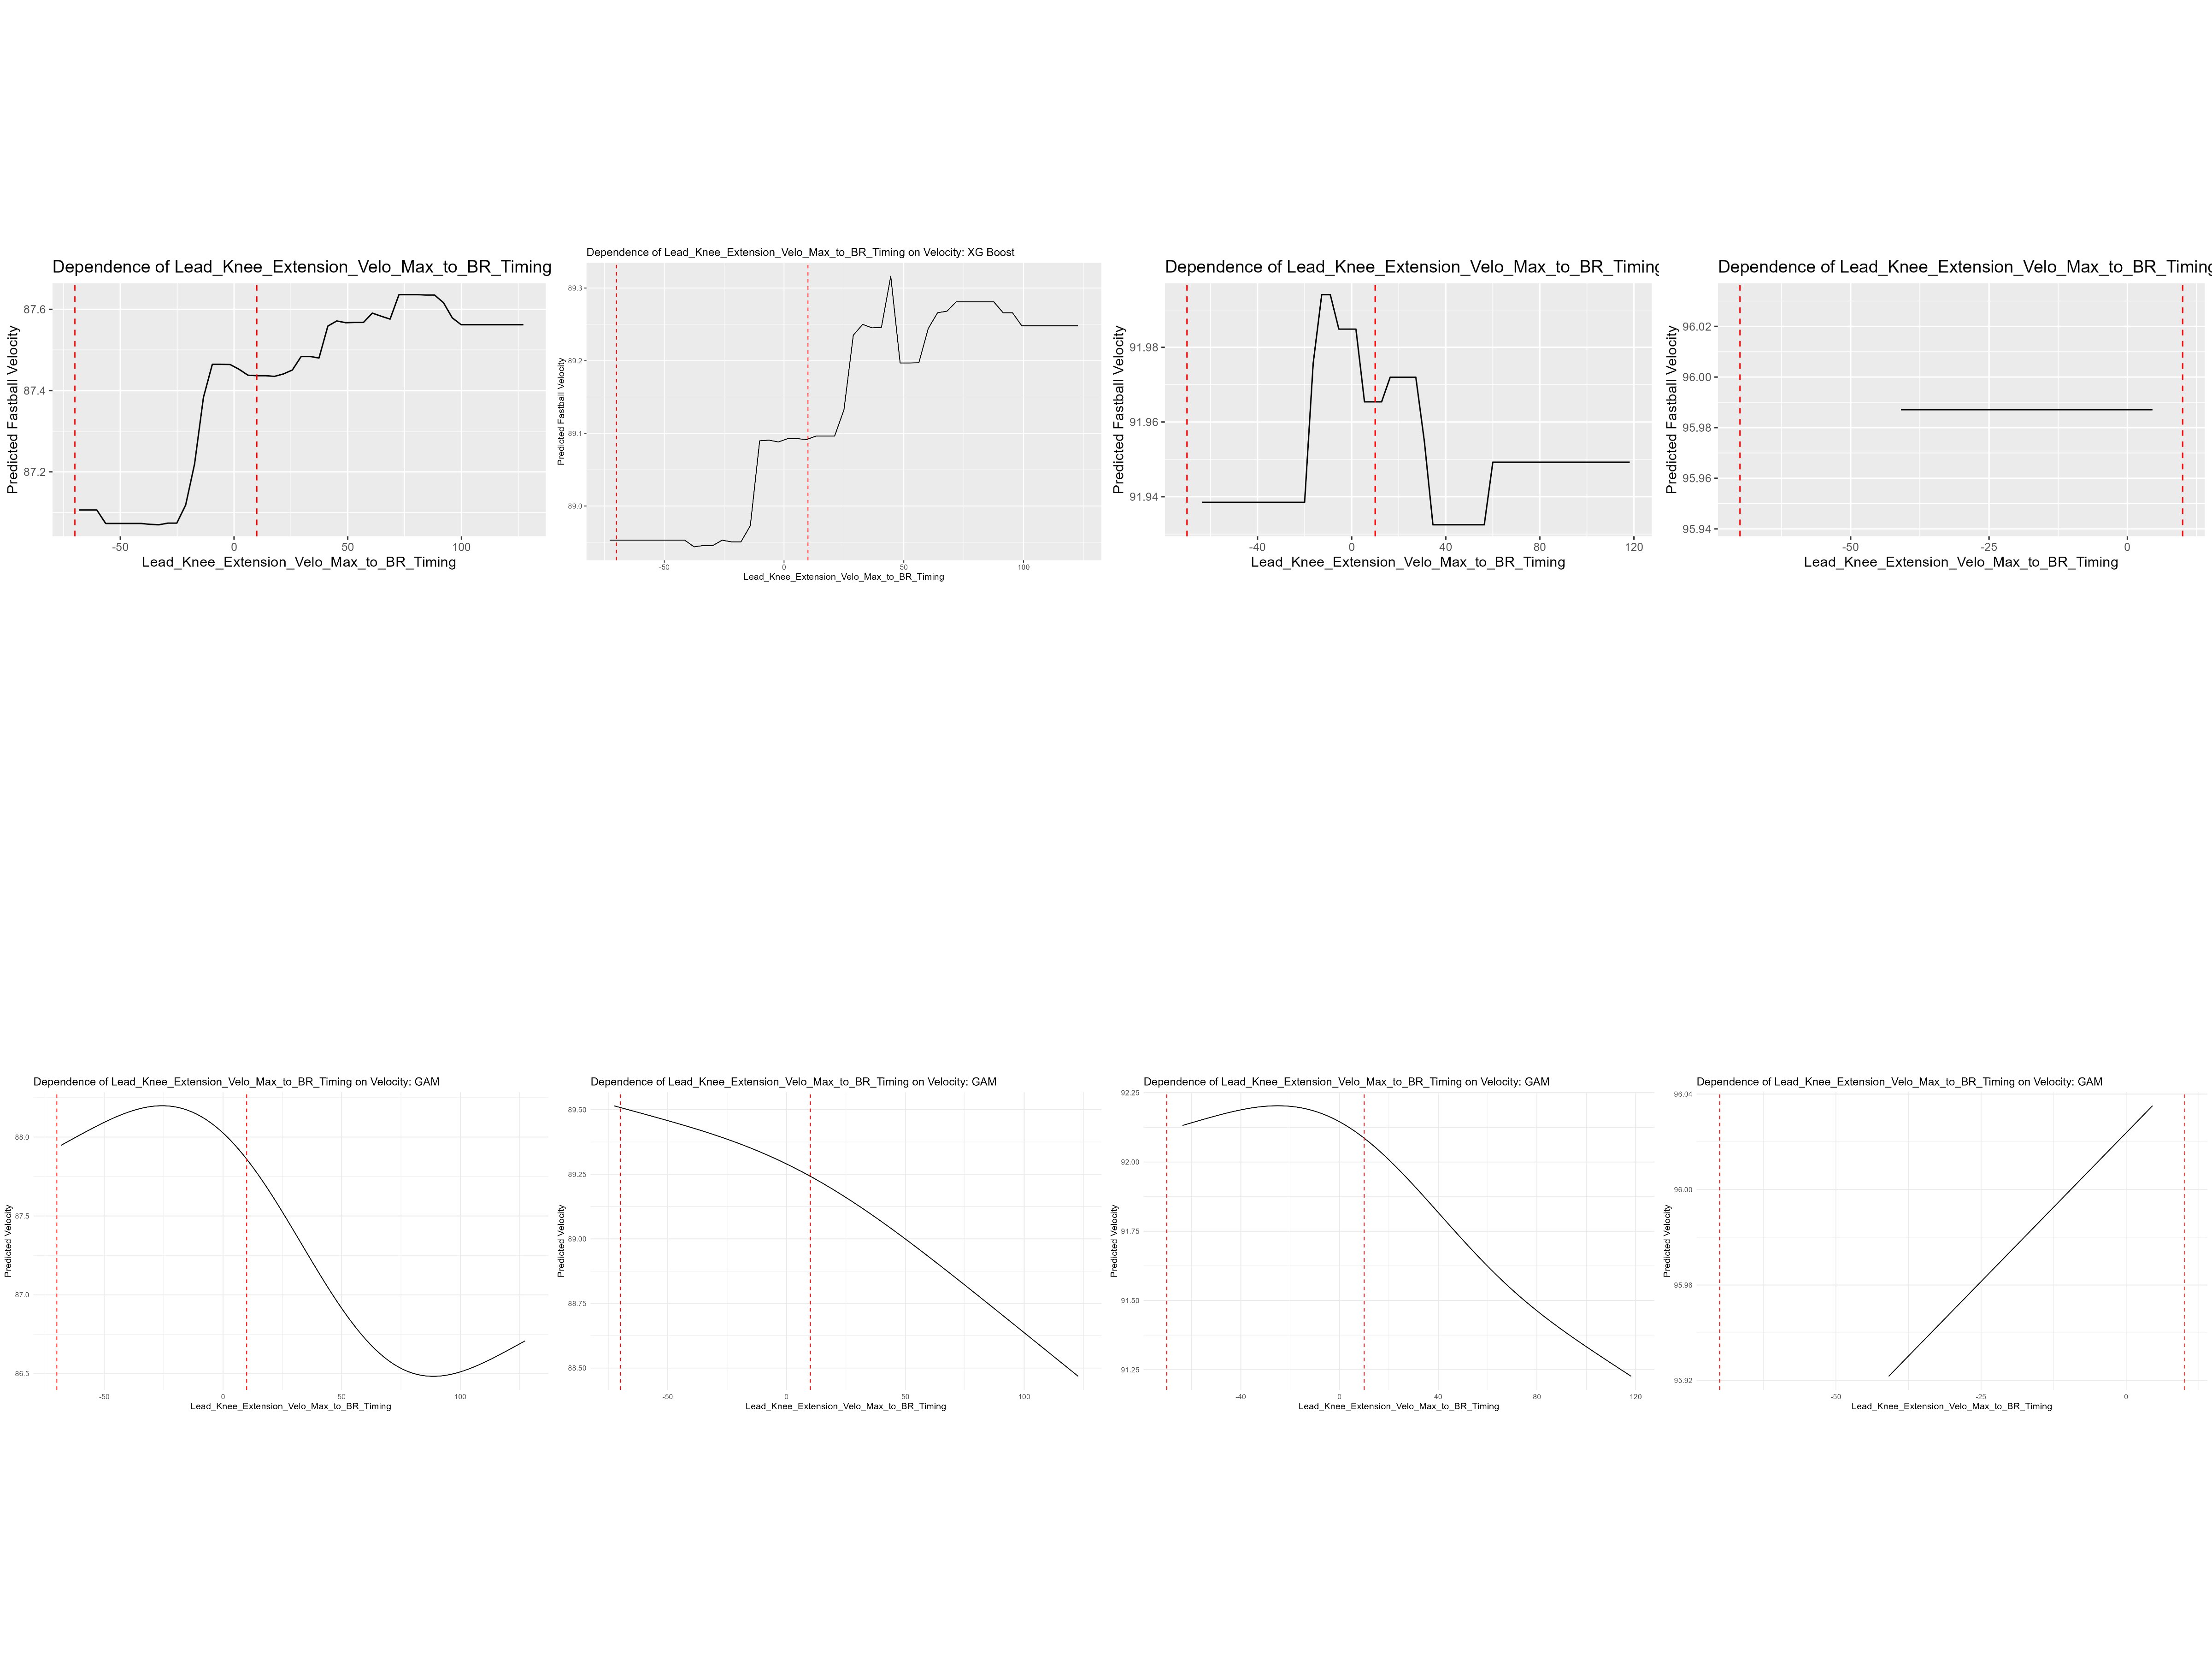 Dependence of Lead_Knee_Extension_Velo_Max_to_BR_Timing
Predicted Fastball Velocity
87.6
87.4
87.2
-50 0 50 100
Lead_Knee_Extension_Velo_Max_to_BR_Timing
Dependence of Lead_Knee_Extension_Velo_Max_to_BR_Timing on Velocity: XG Boost
Predicted Fastball Velocity
89.3
89.2
89.1
89.0
-50 0 50 100
Lead_Knee_Extension_Velo_Max_to_BR_Timing
Dependence of Lead_Knee_Extension_Velo_Max_to_BR_Timing
Predicted Fastball Velocity
91.98
91.96
91.94
-40 0 40 80 120
Lead_Knee_Extension_Velo_Max_to_BR_Timing
Dependence of Lead_Knee_Extension_Velo_Max_to_BR_Timing
Predicted Fastball Velocity
96.02
96.00
95.98
95.96
95.94
-50 -25 0
Lead_Knee_Extension_Velo_Max_to_BR_Timing
Dependence of Lead_Knee_Extension_Velo_Max_to_BR_Timing on Velocity: GAM
Predicted Velocity
88.0
87.5
87.0
86.5
-50 0 50 100
Lead_Knee_Extension_Velo_Max_to_BR_Timing
Dependence of Lead_Knee_Extension_Velo_Max_to_BR_Timing on Velocity: GAM
Predicted Velocity
89.50
89.25
89.00
88.75
88.50
-50 0 50 100
Lead_Knee_Extension_Velo_Max_to_BR_Timing
Dependence of Lead_Knee_Extension_Velo_Max_to_BR_Timing on Velocity: GAM
Predicted Velocity
92.25
92.00
91.75
91.50
91.25
-40 0 40 80 120
Lead_Knee_Extension_Velo_Max_to_BR_Timing
Dependence of Lead_Knee_Extension_Velo_Max_to_BR_Timing on Velocity: GAM
Predicted Velocity
96.04
96.00
95.96
95.92
-50 -25 0
Lead_Knee_Extension_Velo_Max_to_BR_Timing